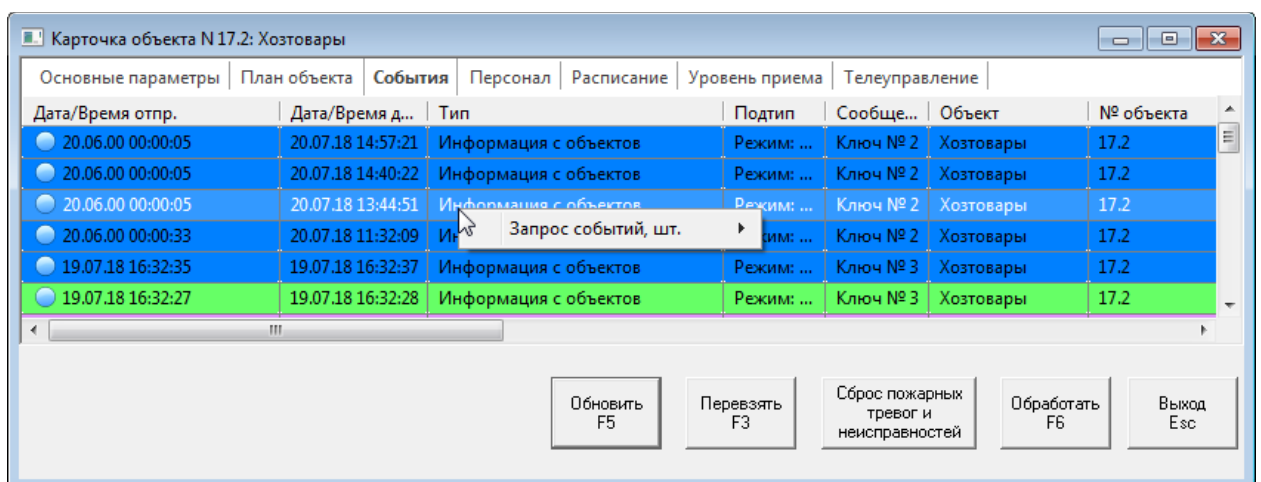 Карточка объекта N 17.2: Хозтовары
Основные параметры План объекта События Персонал Расписание Уровень приема Телеуправление
Дата/Время отпр. Дата/Время д... Тип Подтип Сообще... Объект № объекта
20.06.00 00:00:05 20.07.18 14:57:21 Информация с объектов Режим: ... Ключ № 2 Хозтовары 17.2
20.06.00 00:00:05 20.07.18 14:40:22 Информация с объектов Режим: ... Ключ № 2 Хозтовары 17.2
20.06.00 00:00:05 20.07.18 13:44:51 Информация с объектов Режим: ... Ключ № 2 Хозтовары 17.2
Запрос событий, шт.
20.06.00 00:00:33 20.07.18 11:32:09 Ключ № 2 Хозтовары 17.2
19.07.18 16:32:35 19.07.18 16:32:37 Информация с объектов Режим: ... Ключ № 3 Хозтовары 17.2
19.07.18 16:32:27 19.07.18 16:32:28 Информация с объектов Режим: ... Ключ № 3 Хозтовары 17.2
Обновить
F5
Перевзять
F3
Сброс пожарных
тревог и
неисправностей
Обработать
F6
Выход
Esc